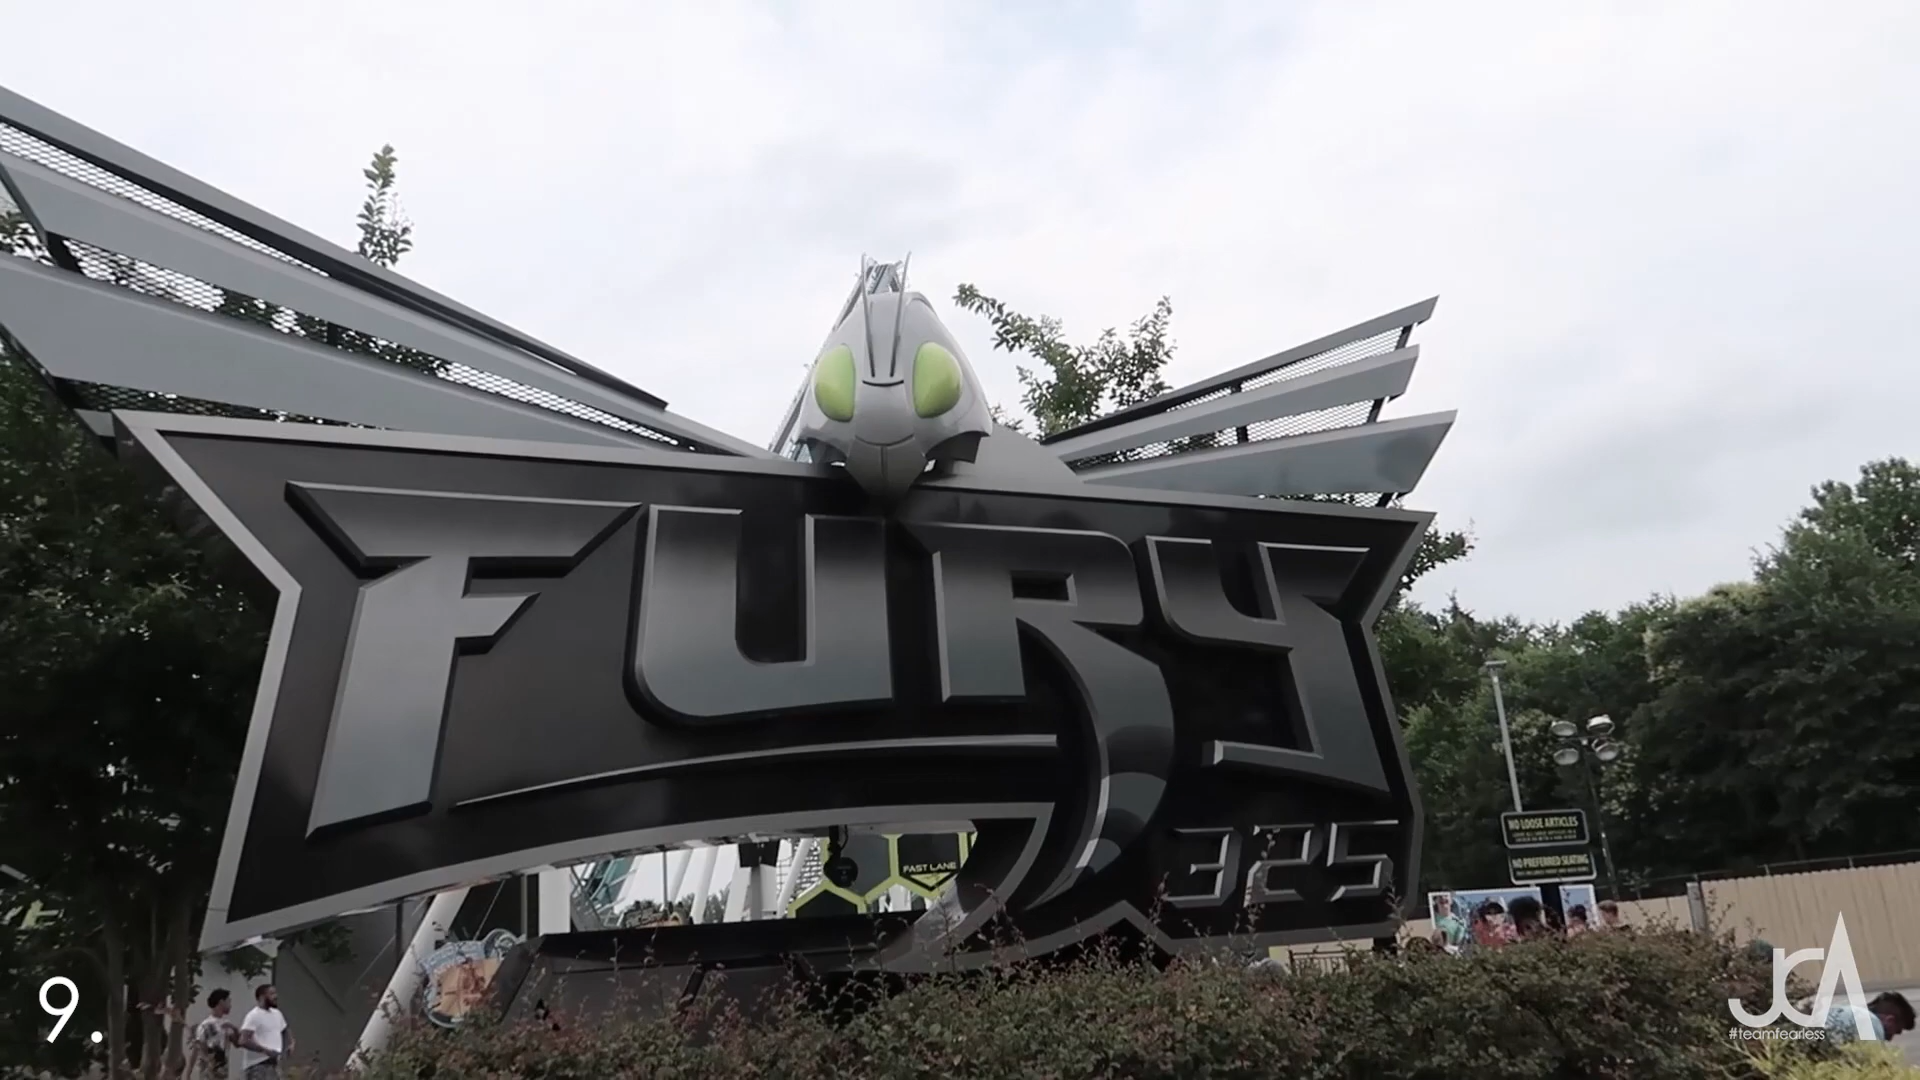 FURY
325
FAST LANE
NO LOOSE ARTICLES
NO PREFERRED SEATING
9.
JCA
#teamfearless